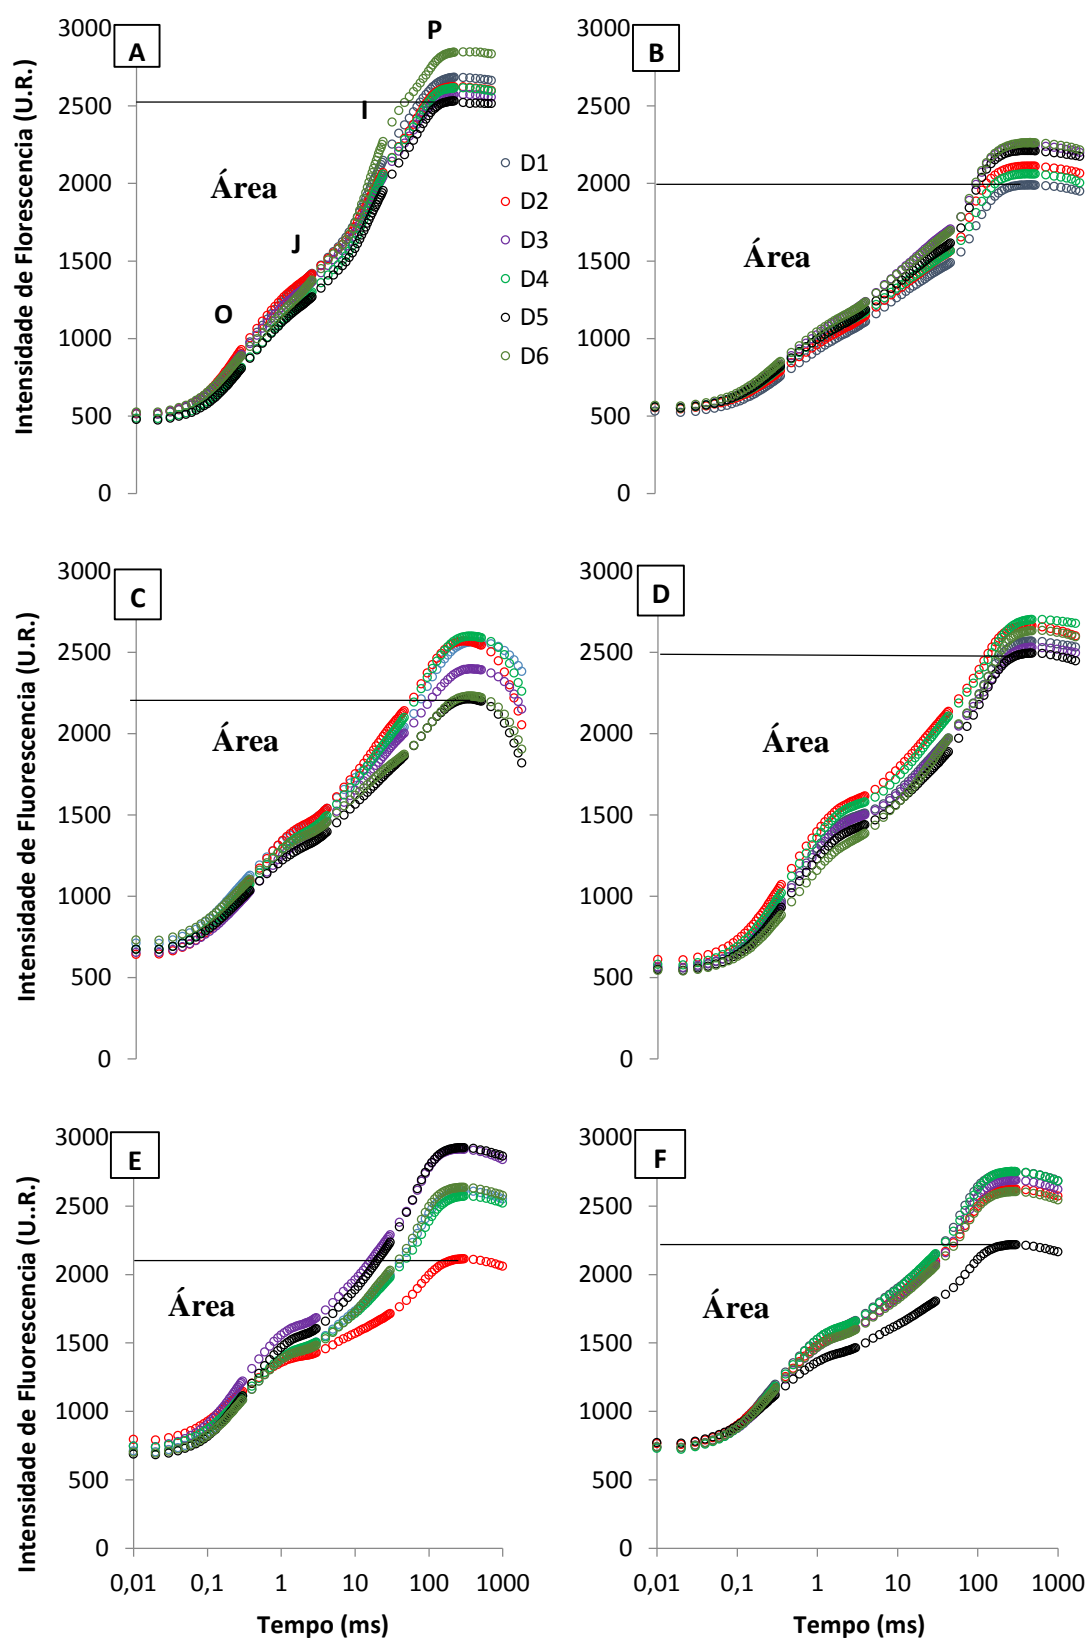 Intensidade de Florescencia (U.R.)
3000
2500
2000
1500
1000
500
0
A
P
I
J
O
Área
D1
D2
D3
D4
D5
D6
3000
2500
2000
1500
1000
500
0
B
Área
Intensidade de Fluorescencia (U.R.)
3000
2500
2000
1500
1000
500
0
C
Área
3000
2500
2000
1500
1000
500
0
D
Área
Intensidade de Fluorescencia (U..R.)
3000
2500
2000
1500
1000
500
0
E
Área
0,01 0,1 1 10 100 1000
Tempo (ms)
3000
2500
2000
1500
1000
500
0
F
Área
0,01 0,1 1 10 100 1000
Tempo (ms)